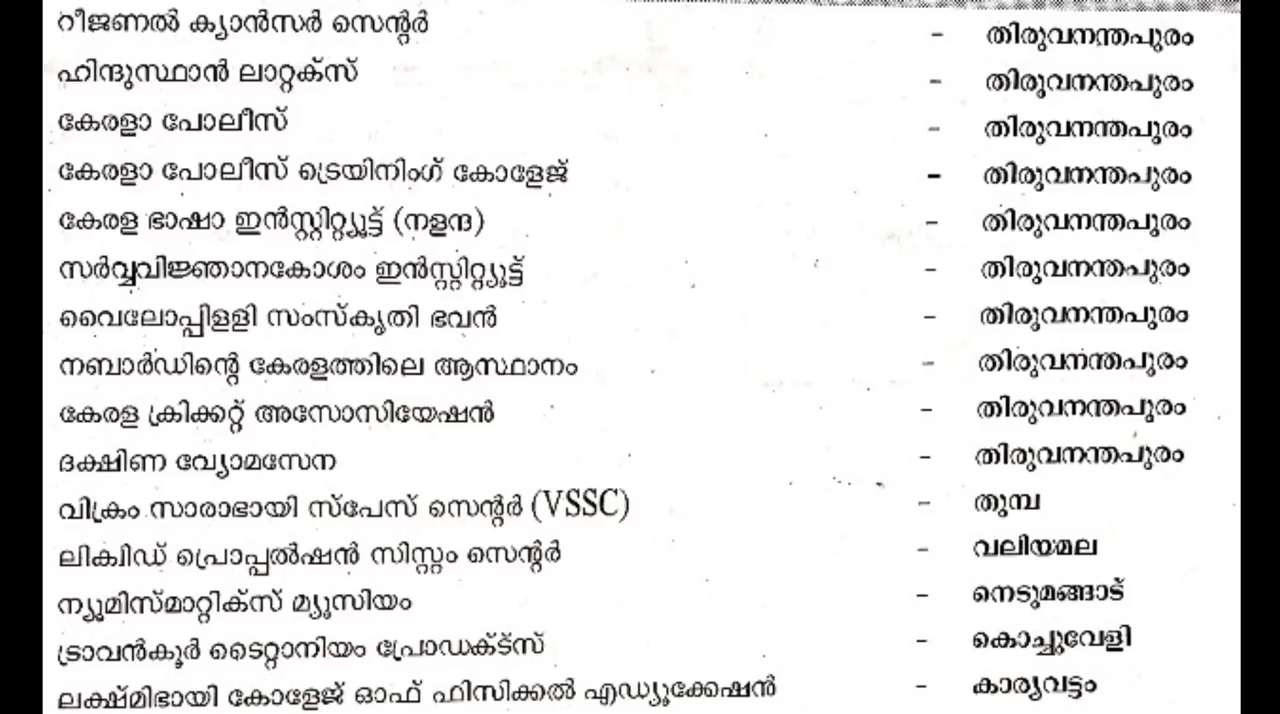 റീജണൽ ക്യാൻസർ സെന്റർ - തിരുവനന്തപുരം
ഹിന്ദുസ്ഥാൻ ലാറ്റക്സ് - തിരുവനന്തപുരം
കേരളാ പോലീസ് - തിരുവനന്തപുരം
കേരളാ പോലീസ് ട്രെയിനിംഗ് കോളേജ് - തിരുവനന്തപുരം
കേരള ഭാഷാ ഇൻസ്റ്റിറ്റ്യൂട്ട് (നളന്ദ) - തിരുവനന്തപുരം
സർവ്വവിജ്ഞാനകോശം ഇൻസ്റ്റിറ്റ്യൂട്ട് - തിരുവനന്തപുരം
വൈലോപ്പിളളി സംസ്കൃതി ഭവൻ - തിരുവനന്തപുരം
നബാർഡിന്റെ കേരളത്തിലെ ആസ്ഥാനം - തിരുവനന്തപുരം
കേരള ക്രിക്കറ്റ് അസോസിയേഷൻ - തിരുവനന്തപുരം
ദക്ഷിണ വ്യോമസേന - തിരുവനന്തപുരം
വിക്രം സാരാഭായി സ്പേസ് സെന്റർ (VSSC) - തുമ്പ
ലിക്വിഡ് പ്രൊപ്പൽഷൻ സിസ്റ്റം സെന്റർ - വലിയമല
ന്യൂമിസ്മാറ്റിക്സ് മ്യൂസിയം - നെടുമങ്ങാട്
ട്രാവൻകൂർ ടൈറ്റാനിയം പ്രോഡക്ട്സ് - കൊച്ചുവേളി
ലക്ഷ്മിഭായി കോളേജ് ഓഫ് ഫിസിക്കൽ എഡ്യൂക്കേഷൻ - കാര്യവട്ടം